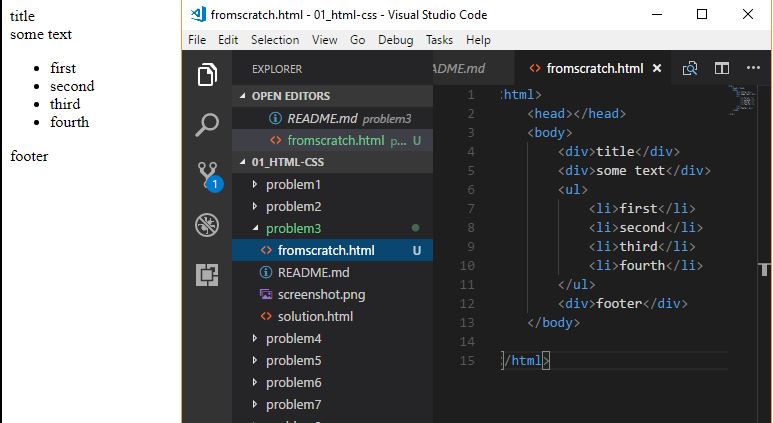 title
some text
first
second
third
fourth
footer
fromscratch.html - 01_html-css - Visual Studio Code
File Edit Selection View Go Debug Tasks Help
EXPLORER
OPEN EDITORS
README.md problem3
fromscratch.html p... U
01_HTML-CSS
problem1
problem2
problem3
fromscratch.html U
README.md
screenshot.png
solution.html
problem4
problem5
problem6
problem7
1
ADME.md
fromscratch.html
1 html>
2 <head></head>
3 <body>
4 <div>title</div>
5 <div>some text</div>
6 <ul>
7 <li>first</li>
8 <li>second</li>
9 <li>third</li>
10 <li>fourth</li>
11 </ul>
12 <div>footer</div>
13 </body>
14
15 /html>